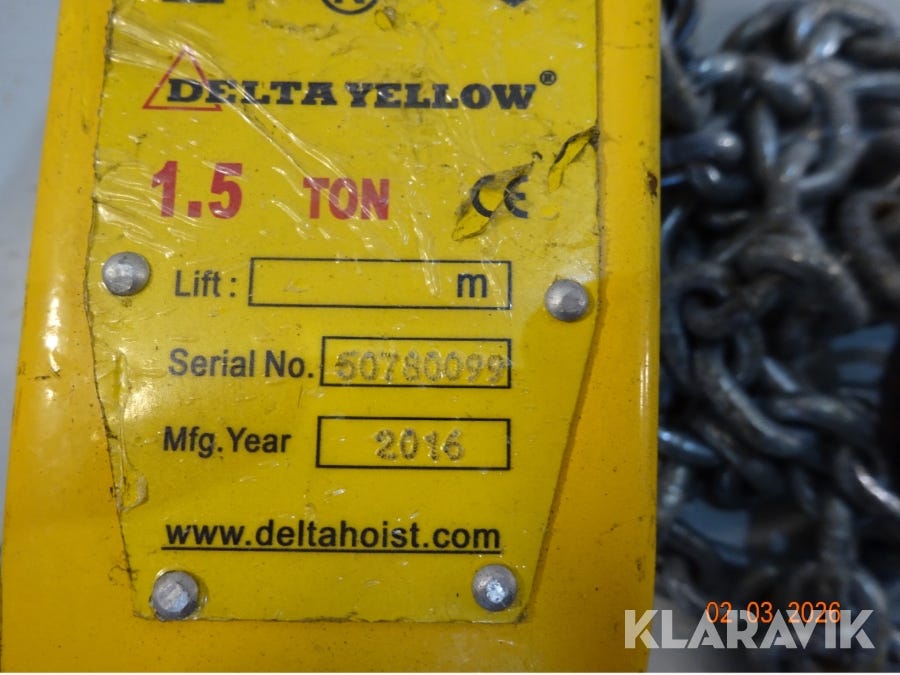 DELTA YELLOW®
1.5 TON CE
Lift: m
Serial No. 50780099
Mfg. Year 2016
www.deltahoist.com
02 03 2026
KLARAVIK